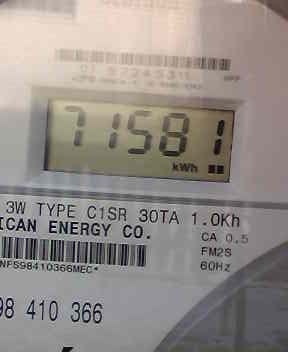 71581
kWh
3W TYPE C1SR 30TA 1.0Kh
ICAN ENERGY CO.
CA 0.5
FM2S
60Hz
NFS98410366MEC*
98 410 366